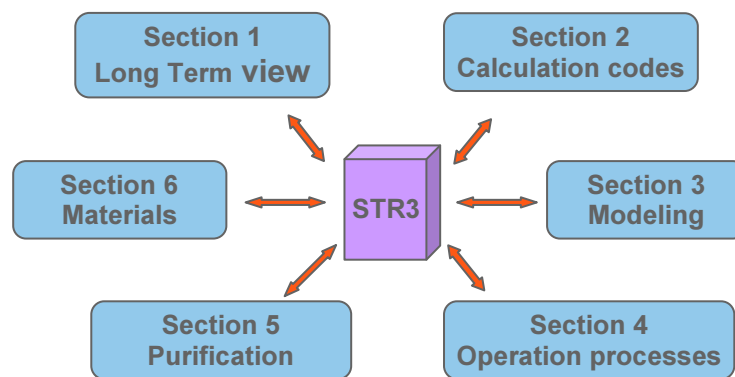 Section 1
Long Term view
Section 2
Calculation codes
Section 6
Materials
STR3
Section 3
Modeling
Section 5
Purification
Section 4
Operation processes